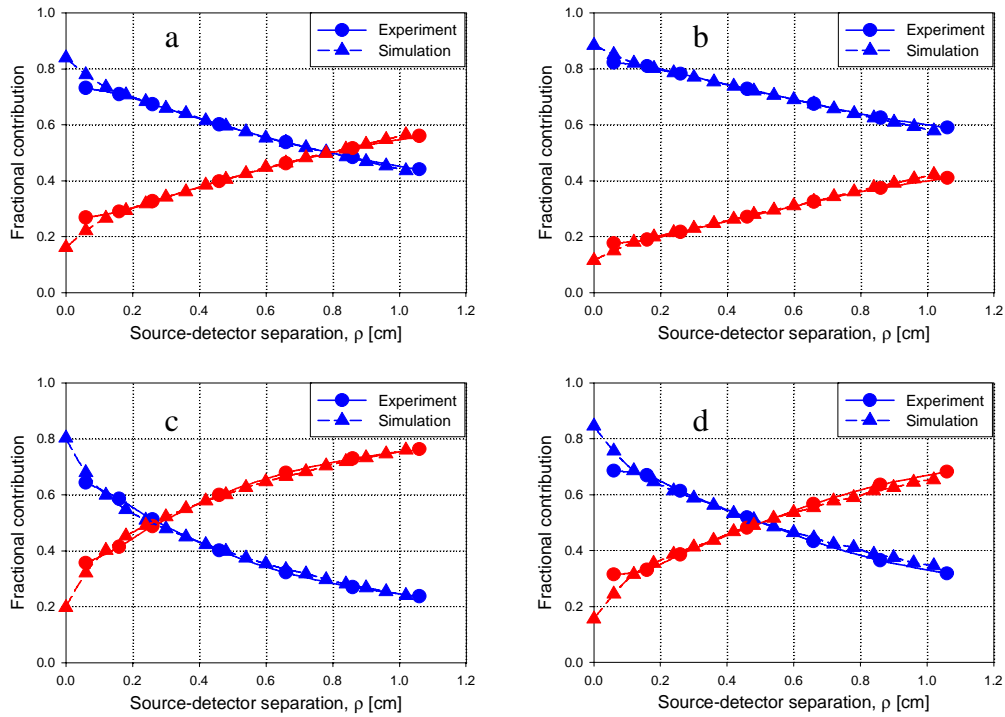 a
Experiment
Simulation
Fractional contribution
1.0
0.8
0.6
0.4
0.2
0.0
0.0 0.2 0.4 0.6 0.8 1.0 1.2
Source-detector separation, ρ [cm]
b
Experiment
Simulation
Fractional contribution
1.0
0.8
0.6
0.4
0.2
0.0
0.0 0.2 0.4 0.6 0.8 1.0 1.2
Source-detector separation, ρ [cm]
c
Experiment
Simulation
Fractional contribution
1.0
0.8
0.6
0.4
0.2
0.0
0.0 0.2 0.4 0.6 0.8 1.0 1.2
Source-detector separation, ρ [cm]
d
Experiment
Simulation
Fractional contribution
1.0
0.8
0.6
0.4
0.2
0.0
0.0 0.2 0.4 0.6 0.8 1.0 1.2
Source-detector separation, ρ [cm]